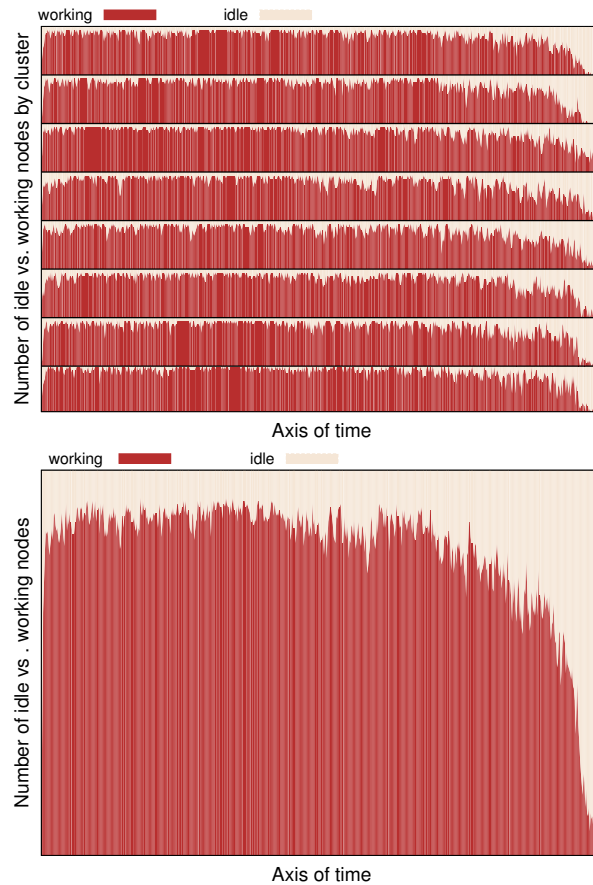 working idle
Number of idle vs. working nodes by cluster
Axis of time
working idle
Number of idle vs . working nodes
Axis of time